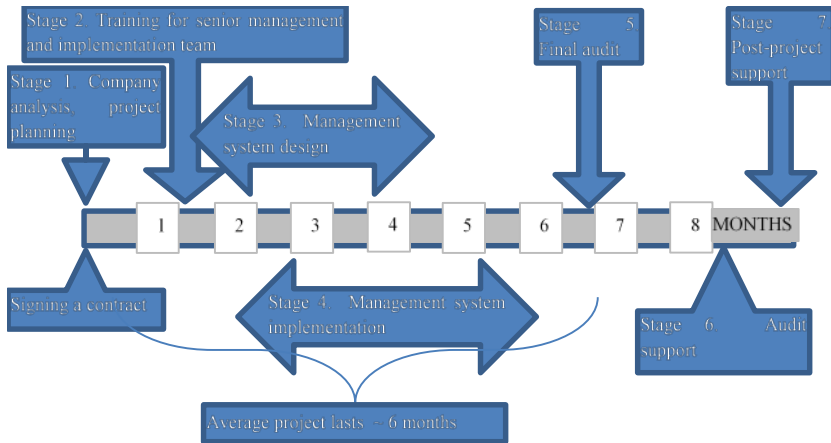 Stage 2. Training for senior management
and implementation team
Stage 5.
Final audit
Stage 7.
Post-project
support
Stage 1. Company
analysis, project
planning
Stage 3. Management
system design
1
2
3
4
5
6
7
8
MONTHS
Signing a contract
Stage 4. Management system
implementation
Stage 6. Audit
support
Average project lasts ~ 6 months